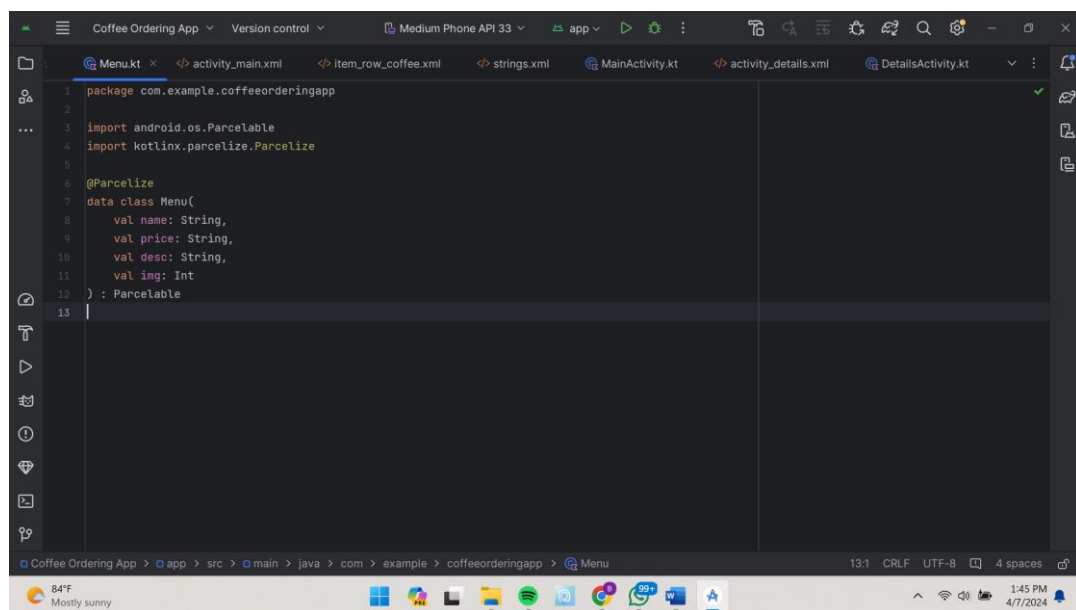 Coffee Ordering App Version control Medium Phone API 33 app
Menu.kt activity_main.xml item_row_coffee.xml strings.xml MainActivity.kt activity_details.xml DetailsActivity.kt
1 package com.example.coffeeorderingapp
2
3 import android.os.Parcelable
4 import kotlinx.parcelize.Parcelize
5
6 @Parcelize
7 data class Menu(
8 val name: String,
9 val price: String,
10 val desc: String,
11 val img: Int
12 ) : Parcelable
13
Coffee Ordering App > app > src > main > java > com > example > coffeeorderingapp > Menu 13:1 CRLF UTF-8 4 spaces
84°F
Mostly sunny
99+
1:45 PM
4/7/2024